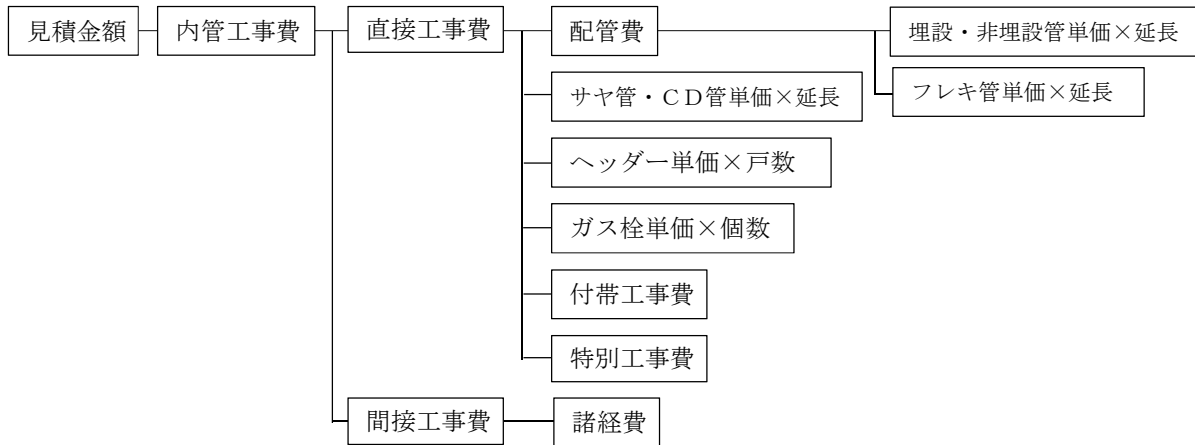 見積金額 内管工事費 直接工事費 配管費 埋設・非埋設管単価×延長
サヤ管・CD管単価×延長 フレキ管単価×延長
ヘッダー単価×戸数
ガス栓単価×個数
付帯工事費
特別工事費
間接工事費 諸経費